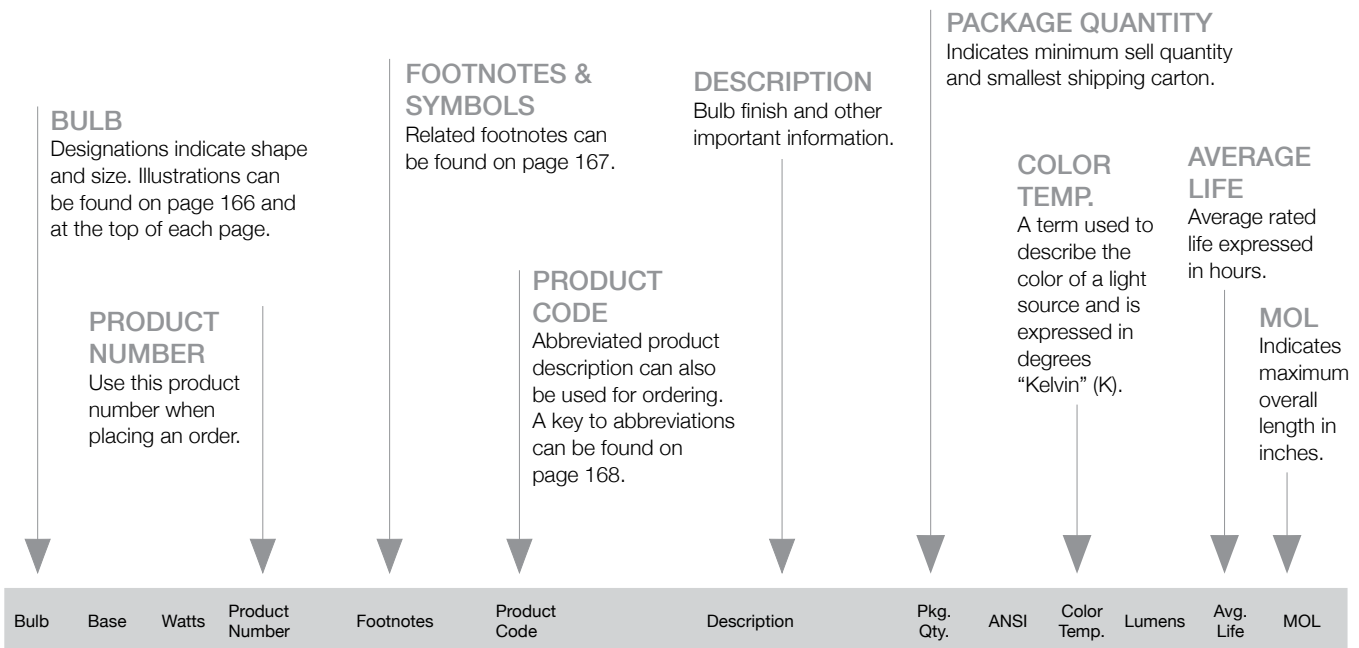 PACKAGE QUANTITY
Indicates minimum sell quantity
and smallest shipping carton.
FOOTNOTES &
SYMBOLS
Related footnotes can
be found on page 167.
DESCRIPTION
Bulb finish and other
important information.
BULB
Designations indicate shape
and size. Illustrations can
be found on page 166 and
at the top of each page.
COLOR
TEMP.
A term used to
describe the
color of a light
source and is
expressed in
degrees
“Kelvin” (K).
AVERAGE
LIFE
Average rated
life expressed
in hours.
PRODUCT
CODE
Abbreviated product
description can also
be used for ordering.
A key to abbreviations
can be found on
page 168.
PRODUCT
NUMBER
Use this product
number when
placing an order.
MOL
Indicates
maximum
overall
length in
inches.
Bulb
Base
Watts
Product
Number
Footnotes
Product
Code
Description
Pkg.
Qty.
ANSI
Color
Temp.
Lumens
Avg.
Life
MOL